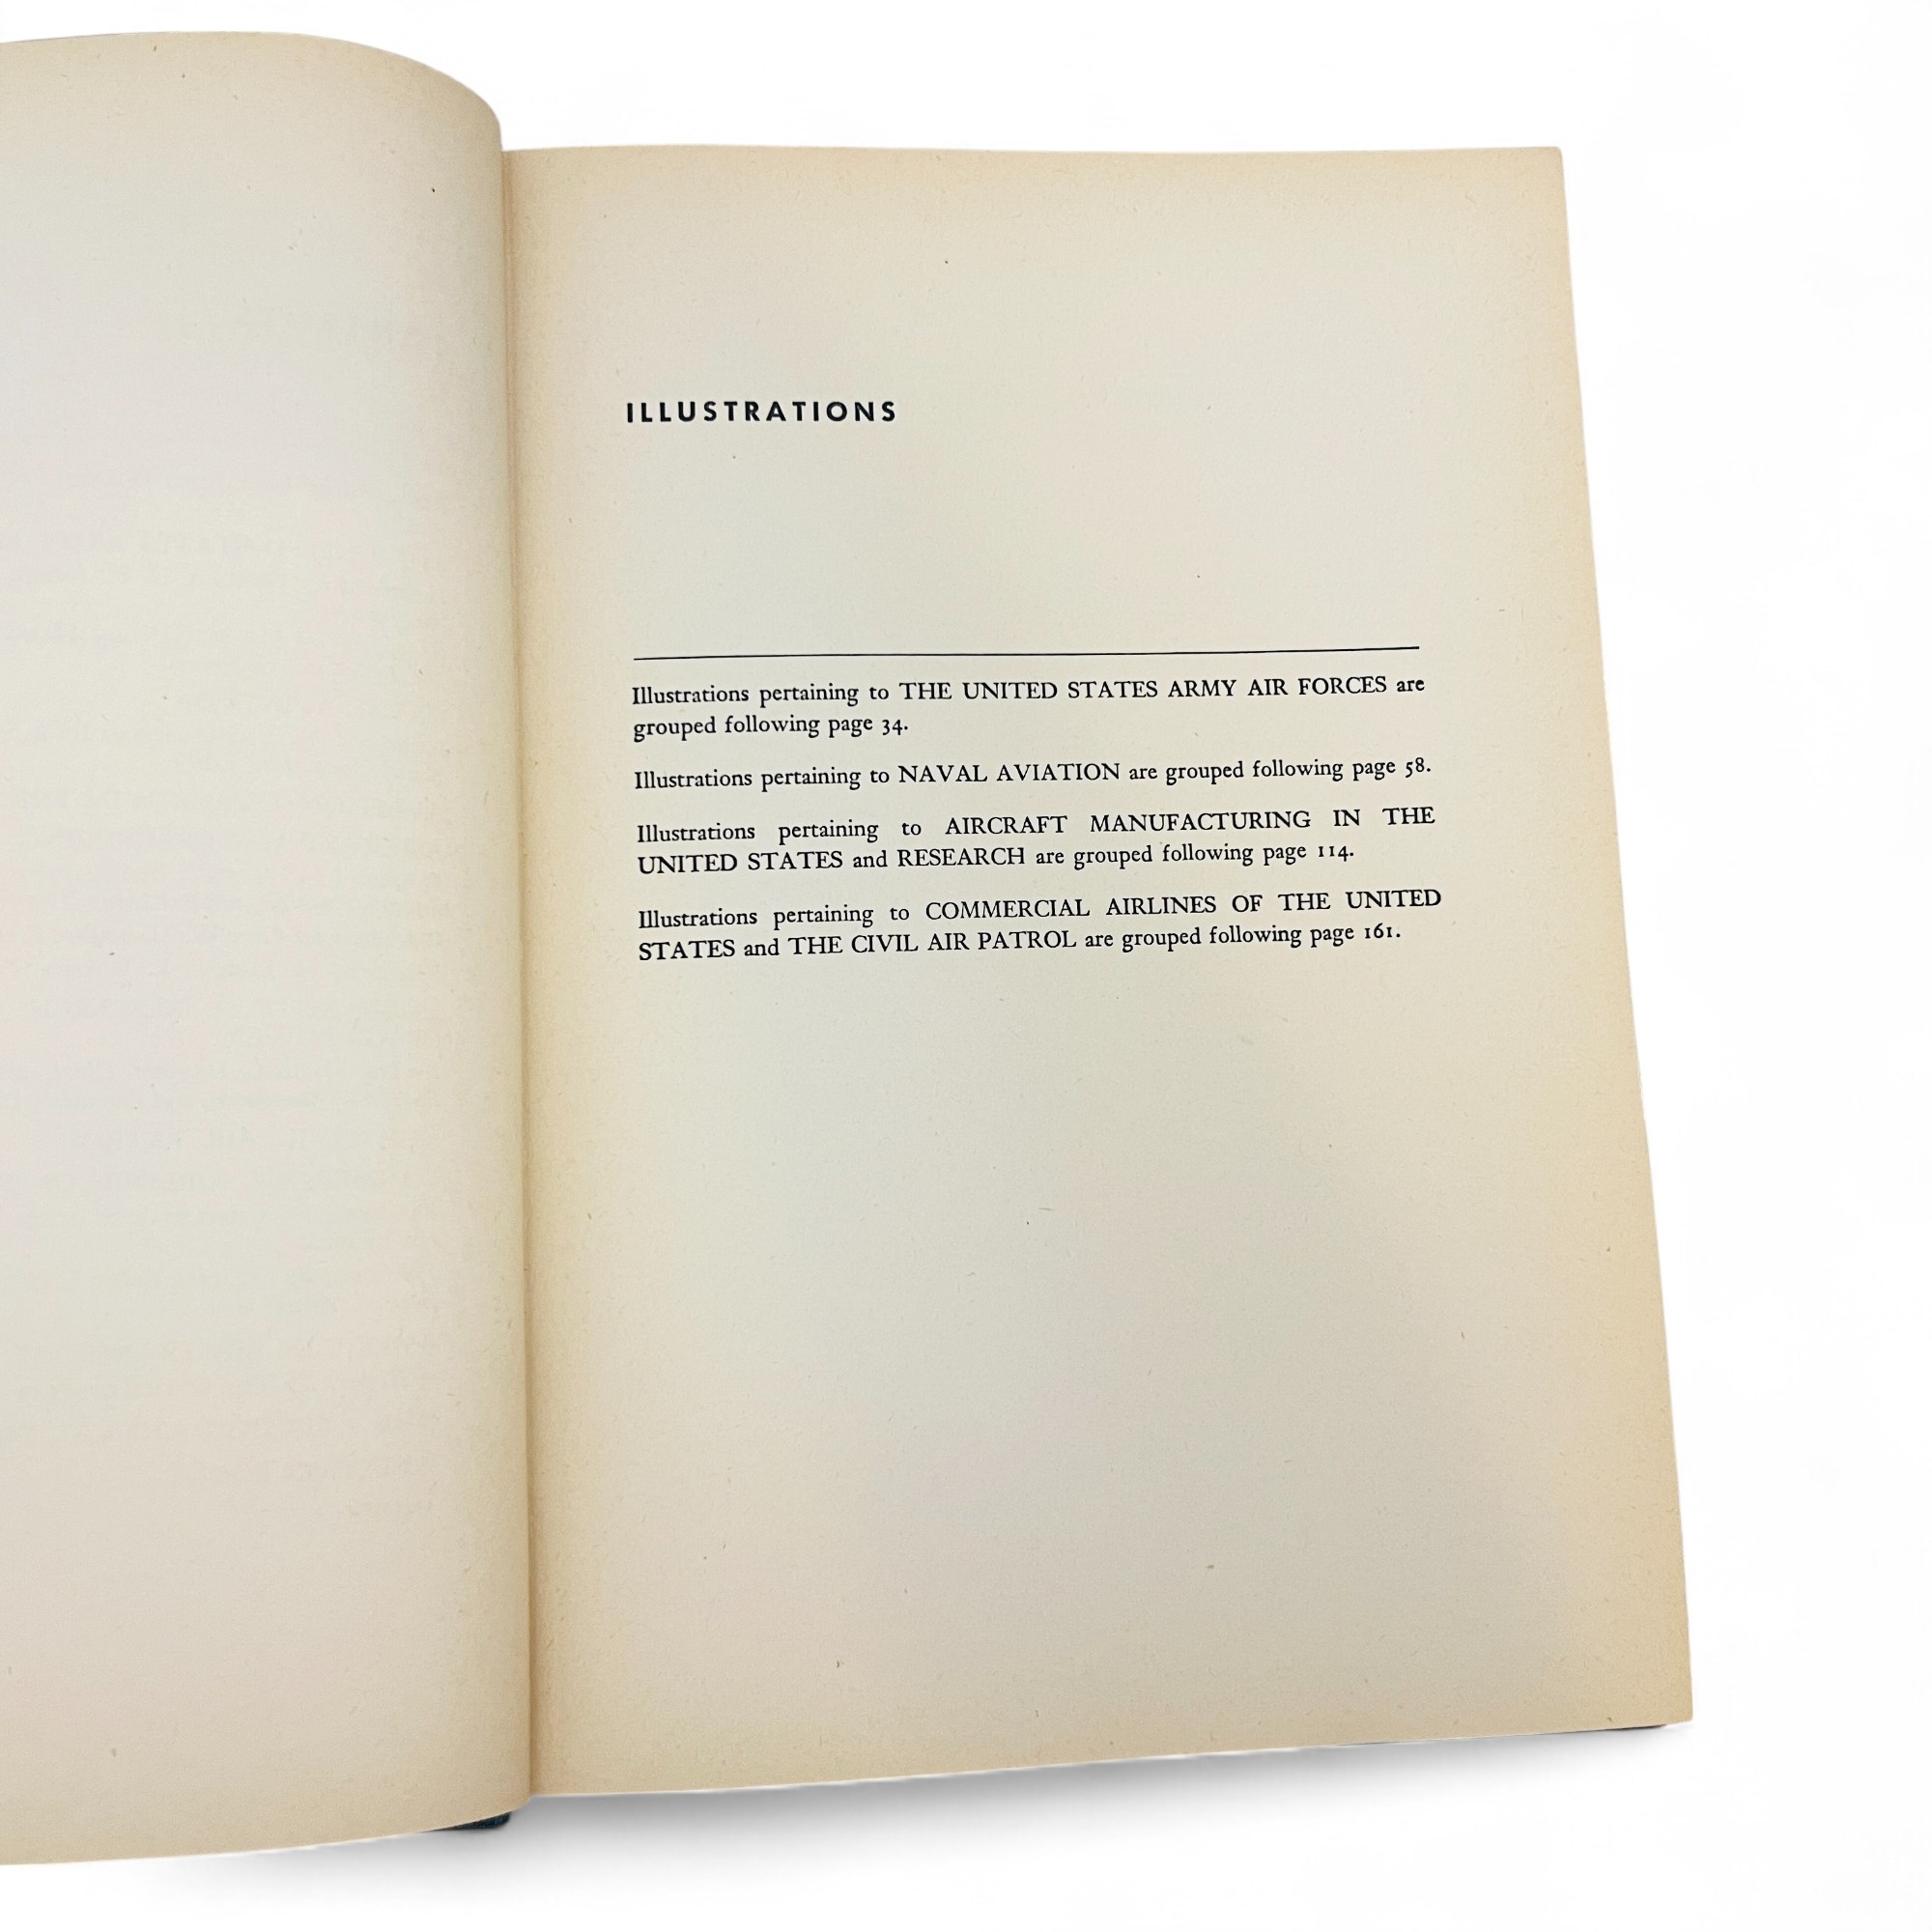 ILLUSTRATIONS
Illustrations pertaining to THE UNITED STATES ARMY AIR FORCES are
grouped following page 34.
Illustrations pertaining to NAVAL AVIATION are grouped following page 58.
Illustrations pertaining to AIRCRAFT MANUFACTURING IN THE
UNITED STATES and RESEARCH are grouped following page 114.
Illustrations pertaining to COMMERCIAL AIRLINES OF THE UNITED
STATES and THE CIVIL AIR PATROL are grouped following page 161.